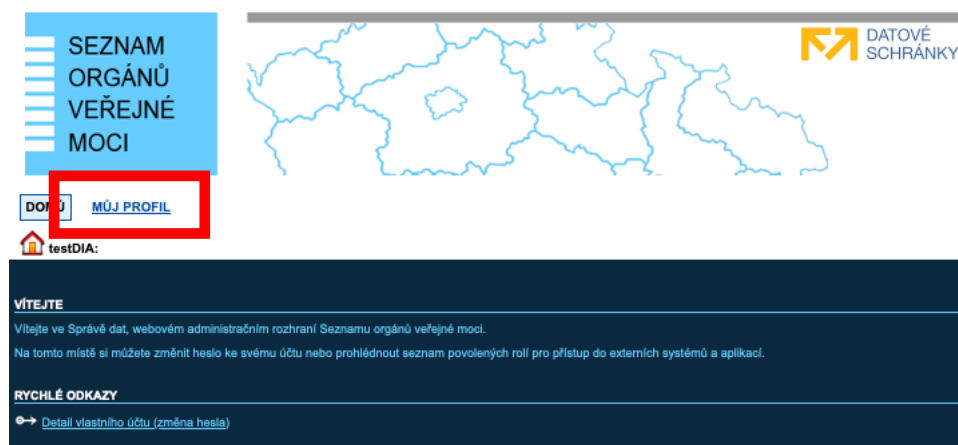 SEZNAM
ORGÁNŮ
VEŘEJNÉ
MOCI
DATOVÉ
SCHRÁNKY
DOMŮ MŮJ PROFIL
testDIA:
VÍTEJTE
Vítejte ve Správě dat, webovém administračním rozhraní Seznamu orgánů veřejné moci.
Na tomto místě si můžete změnit heslo ke svému účtu nebo prohlédnout seznam povolených rolí pro přístup do externích systémů a aplikací.
RYCHLÉ ODKAZY
Detail vlastního účtu (změna hesla)